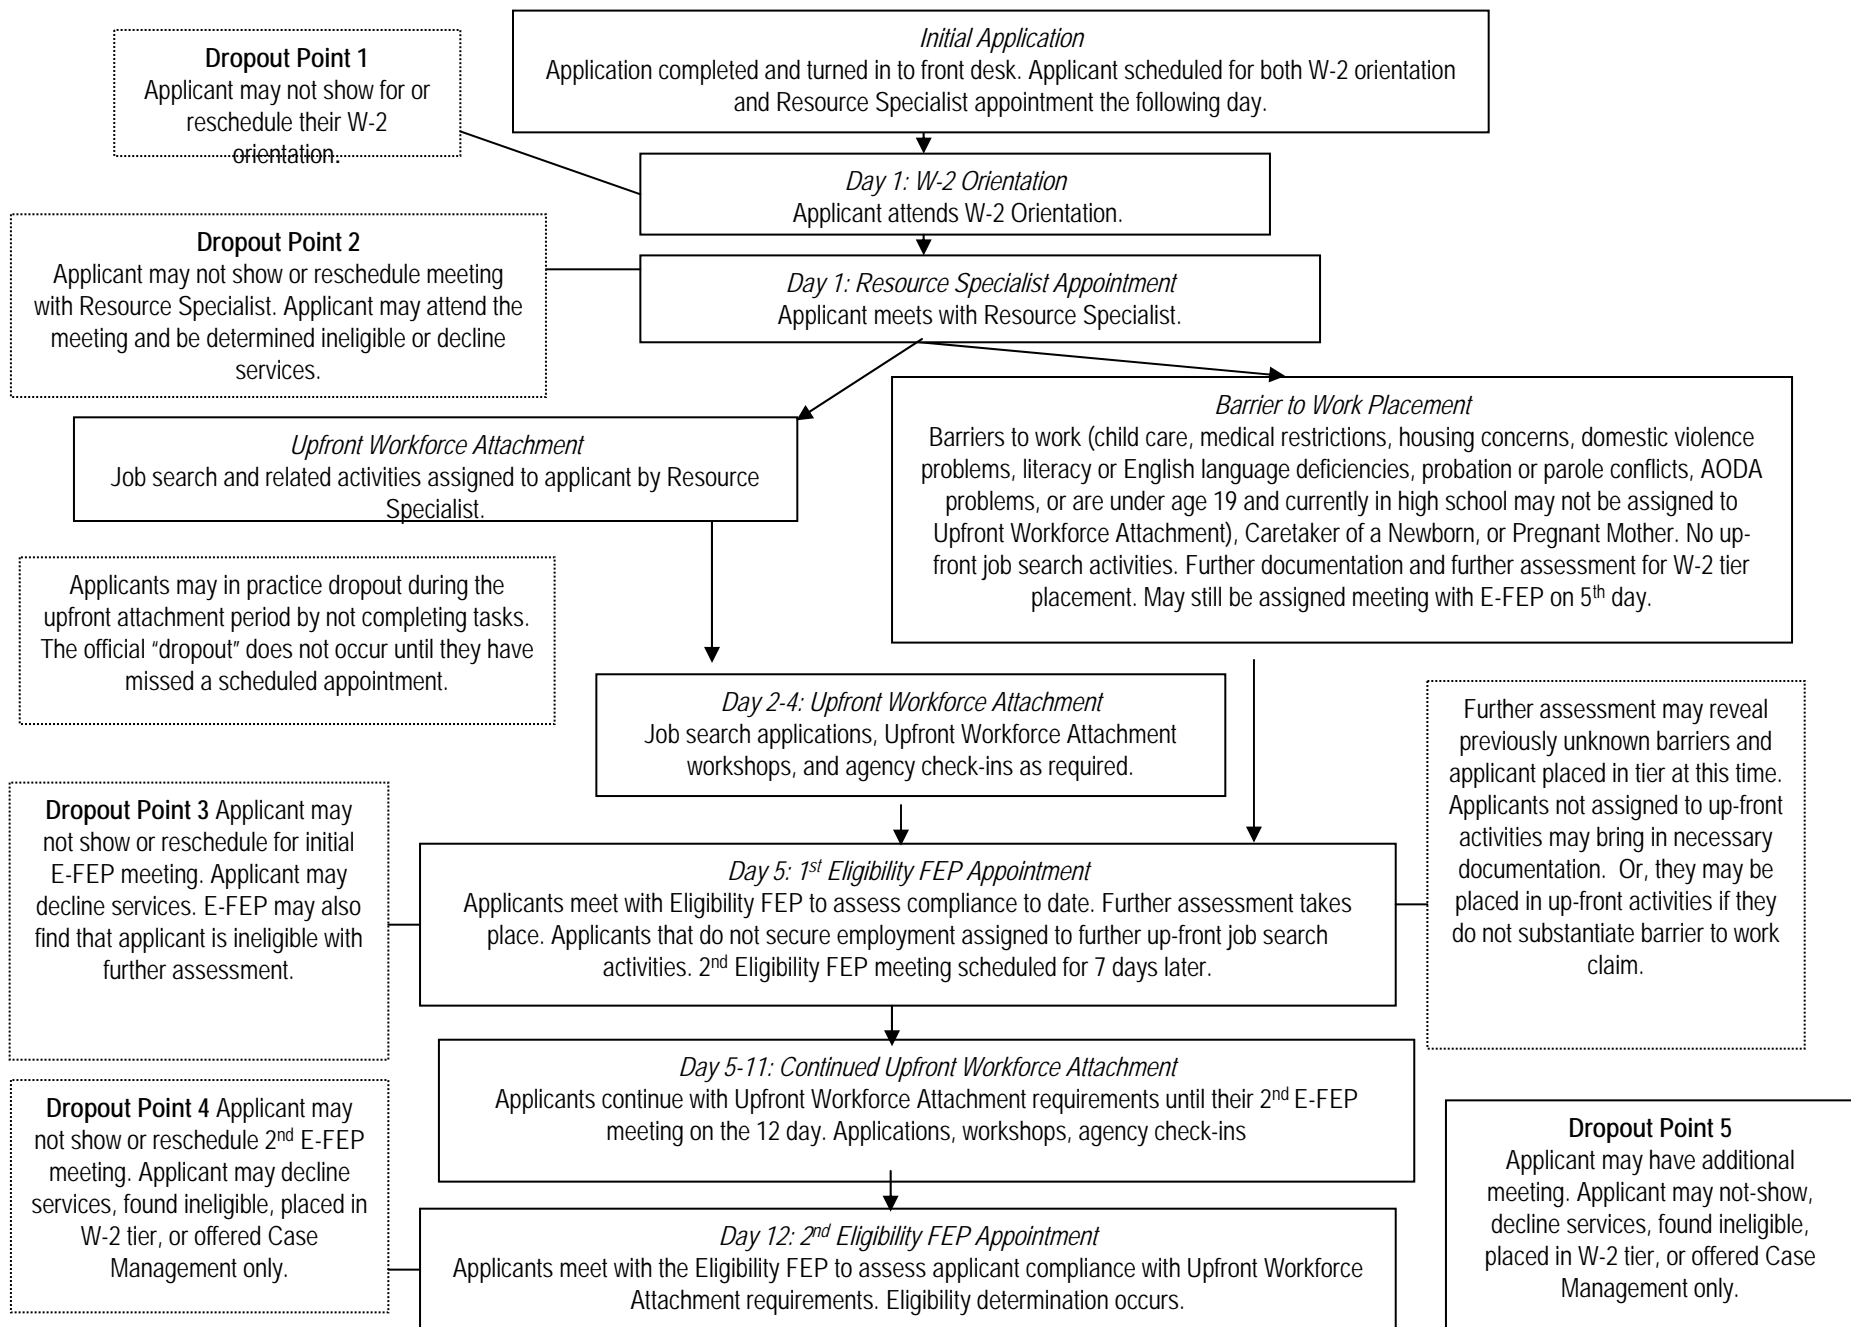 Initial Application
Application completed and turned in to front desk. Applicant scheduled for both W-2 orientation
and Resource Specialist appointment the following day.
Dropout Point 1
Applicant may not show for or
reschedule their W-2
orientation.
Day 1: W-2 Orientation
Applicant attends W-2 Orientation.
Dropout Point 2
Applicant may not show or reschedule meeting
with Resource Specialist. Applicant may attend the
meeting and be determined ineligible or decline
services.
Day 1: Resource Specialist Appointment
Applicant meets with Resource Specialist.
Upfront Workforce Attachment
Job search and related activities assigned to applicant by Resource
Specialist.
Barrier to Work Placement
Barriers to work (child care, medical restrictions, housing concerns, domestic violence
problems, literacy or English language deficiencies, probation or parole conflicts, AODA
problems, or are under age 19 and currently in high school may not be assigned to
Upfront Workforce Attachment), Caretaker of a Newborn, or Pregnant Mother. No up-
front job search activities. Further documentation and further assessment for W-2 tier
placement. May still be assigned meeting with E-FEP on 5th day.
Applicants may in practice dropout during the
upfront attachment period by not completing tasks.
The official "dropout" does not occur until they have
missed a scheduled appointment.
Day 2-4: Upfront Workforce Attachment
Job search applications, Upfront Workforce Attachment
workshops, and agency check-ins as required.
Further assessment may reveal
previously unknown barriers and
applicant placed in tier at this time.
Applicants not assigned to up-front
activities may bring in necessary
documentation.  Or, they may be
placed in up-front activities if they
do not substantiate barrier to work
claim.
Dropout Point 3 Applicant may
not show or reschedule for initial
E-FEP meeting. Applicant may
decline services. E-FEP may also
find that applicant is ineligible with
further assessment.
Day 5: 1st Eligibility FEP Appointment
Applicants meet with Eligibility FEP to assess compliance to date. Further assessment takes
place. Applicants that do not secure employment assigned to further up-front job search
activities. 2nd Eligibility FEP meeting scheduled for 7 days later.
Day 5-11: Continued Upfront Workforce Attachment
Applicants continue with Upfront Workforce Attachment requirements until their 2nd E-FEP
meeting on the 12 day. Applications, workshops, agency check-ins
Dropout Point 4 Applicant may
not show or reschedule 2nd E-FEP
meeting. Applicant may decline
services, found ineligible, placed in
W-2 tier, or offered Case
Management only.
Day 12: 2nd Eligibility FEP Appointment
Applicants meet with the Eligibility FEP to assess applicant compliance with Upfront Workforce
Attachment requirements. Eligibility determination occurs.
Dropout Point 5
Applicant may have additional
meeting. Applicant may not-show,
decline services, found ineligible,
placed in W-2 tier, or offered Case
Management only.